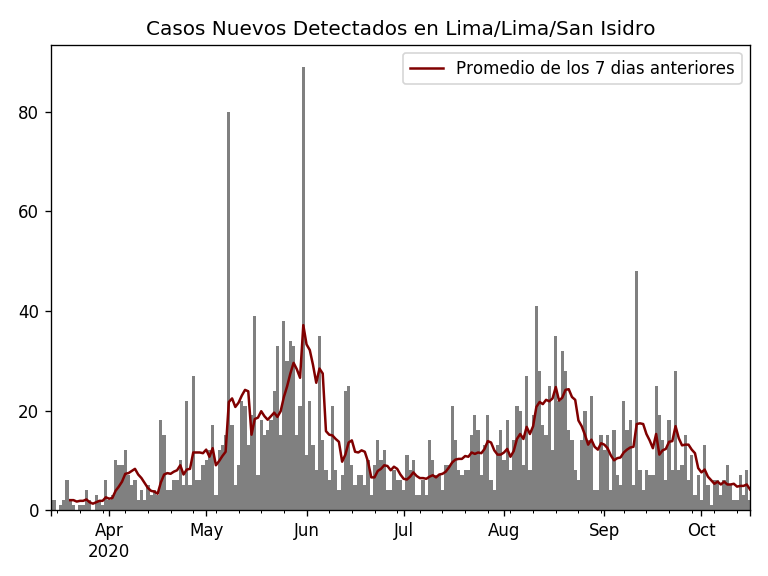 Casos Nuevos Detectados en Lima/Lima/San Isidro
Promedio de los 7 dias anteriores
80
60
40
20
0
Apr May Jun Jul Aug Sep Oct
2020